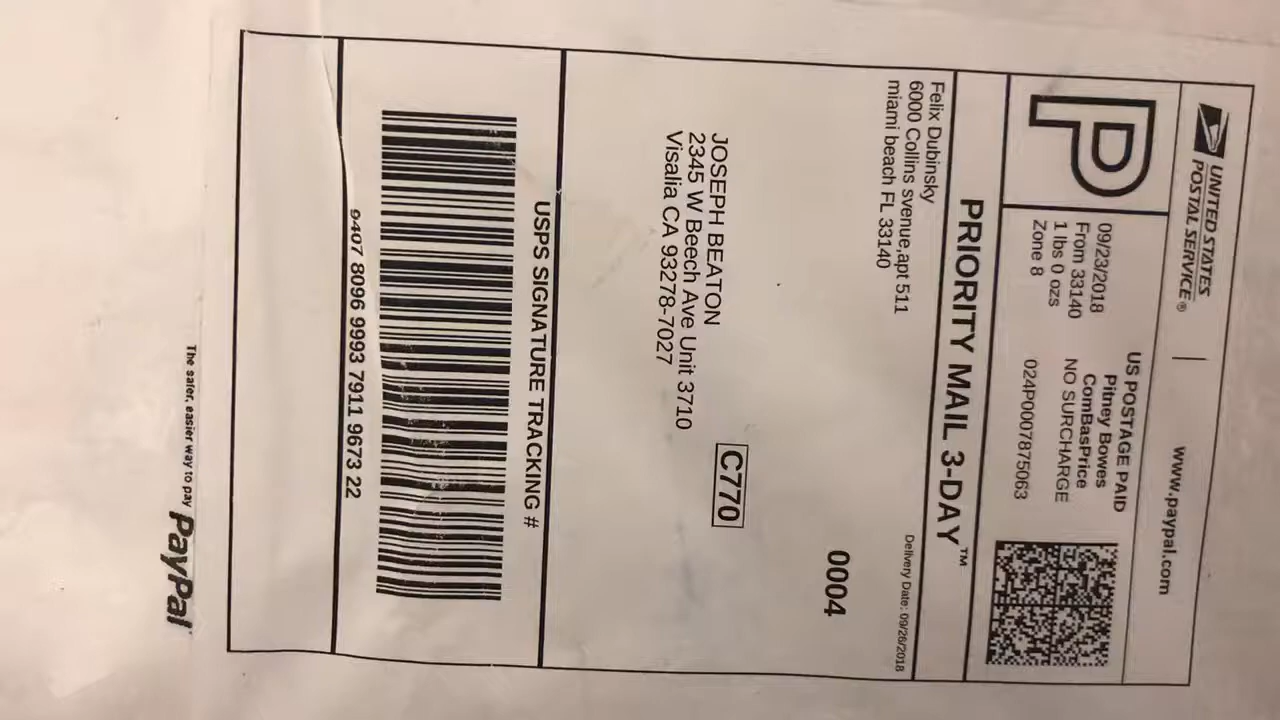 UNITED STATES
POSTAL SERVICE®
www.paypal.com
P
09/23/2018
From 33140
1 lbs 0 ozs
Zone 8
US POSTAGE PAID
Pitney Bowes
ComBasPrice
NO SURCHARGE
024P0007875063
PRIORITY MAIL 3-DAY™
Felix Dubinsky
6000 Collins svenue,apt 511
miami beach FL 33140
Delivery Date: 09/26/2018
0004
C770
JOSEPH BEATON
2345 W Beech Ave Unit 3710
Visalia CA 93278-7027
USPS SIGNATURE TRACKING #
9407 8096 9993 7911 9673 22
The safer, easier way to pay PayPal